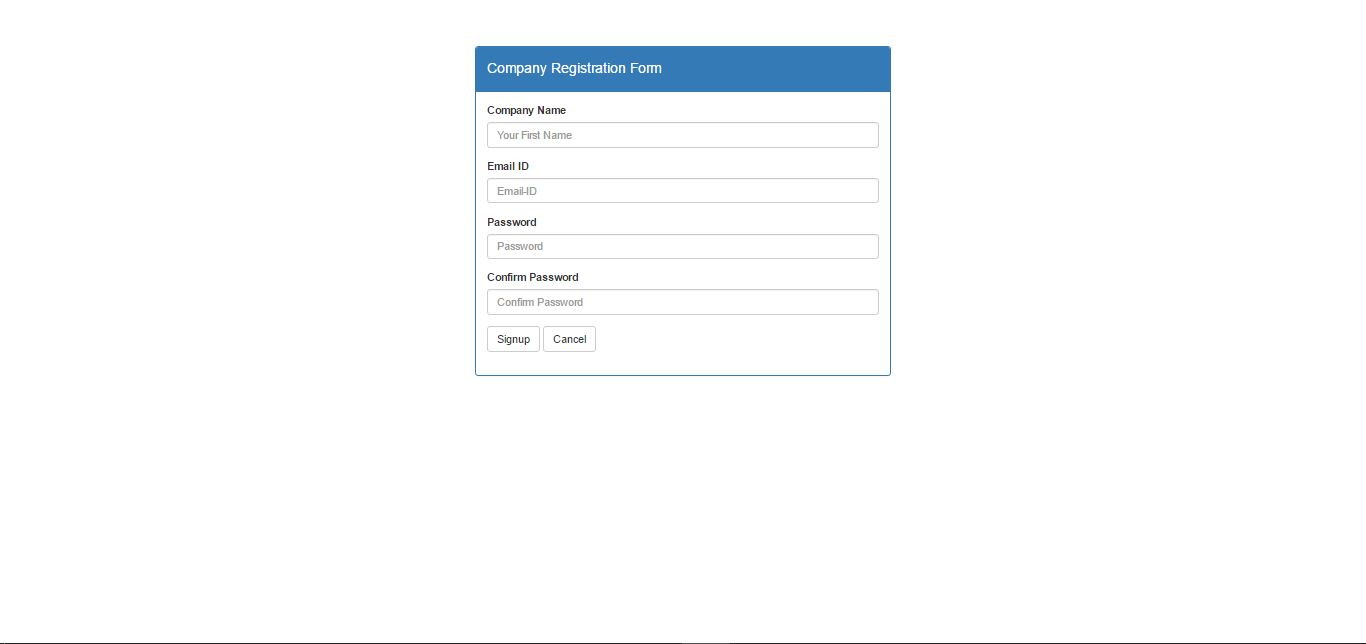 Company Registration Form
Company Name
Your First Name
Email ID
Email-ID
Password
Password
Confirm Password
Confirm Password
Signup Cancel